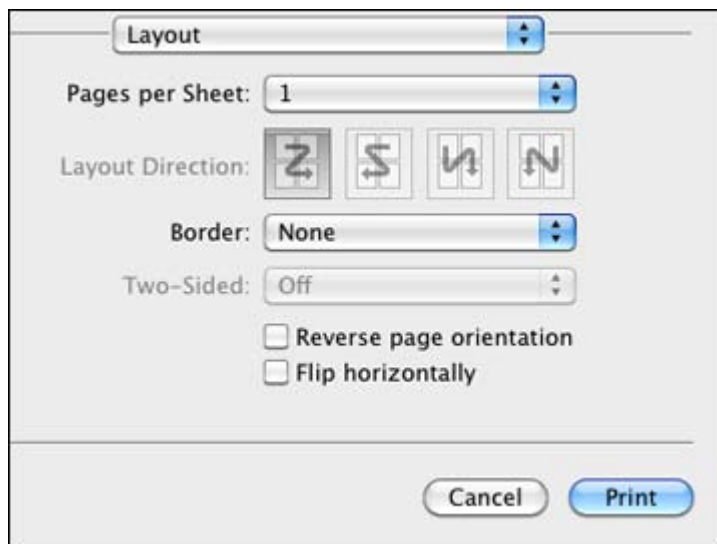 Layout
Pages per Sheet: 1
Layout Direction:
Border: None
Two-Sided: Off
Reverse page orientation
Flip horizontally
Cancel Print